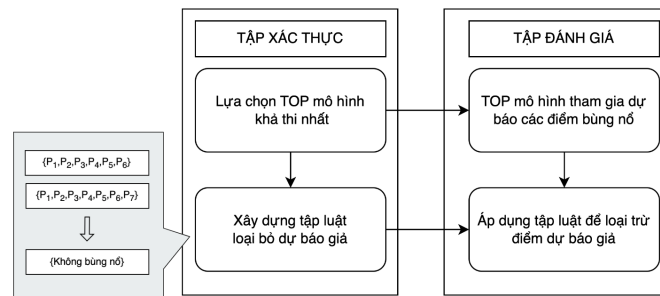 TẬP XÁC THỰC
Lựa chọn TOP mô hình
khả thi nhất
Xây dựng tập luật
loại bỏ dự báo giả
TẬP ĐÁNH GIÁ
TOP mô hình tham gia dự
báo các điểm bùng nổ
Áp dụng tập luật để loại trừ
điểm dự báo giả
{P₁,P₂,P₃,P₄,P₅,P₆}
{P₁,P₂,P₃,P₄,P₅,P₆,P₇}
{Không bùng nổ}